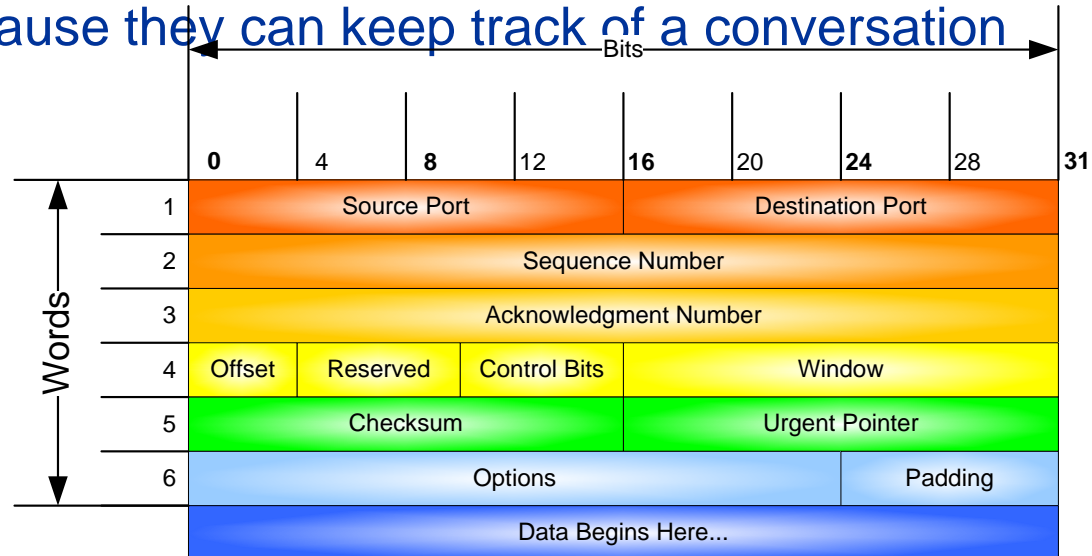 ause they can keep track of a conversation
Bits
0 4 8 12 16 20 24 28 31
Words
1 Source Port Destination Port
2 Sequence Number
3 Acknowledgment Number
4 Offset Reserved Control Bits Window
5 Checksum Urgent Pointer
6 Options Padding
Data Begins Here...